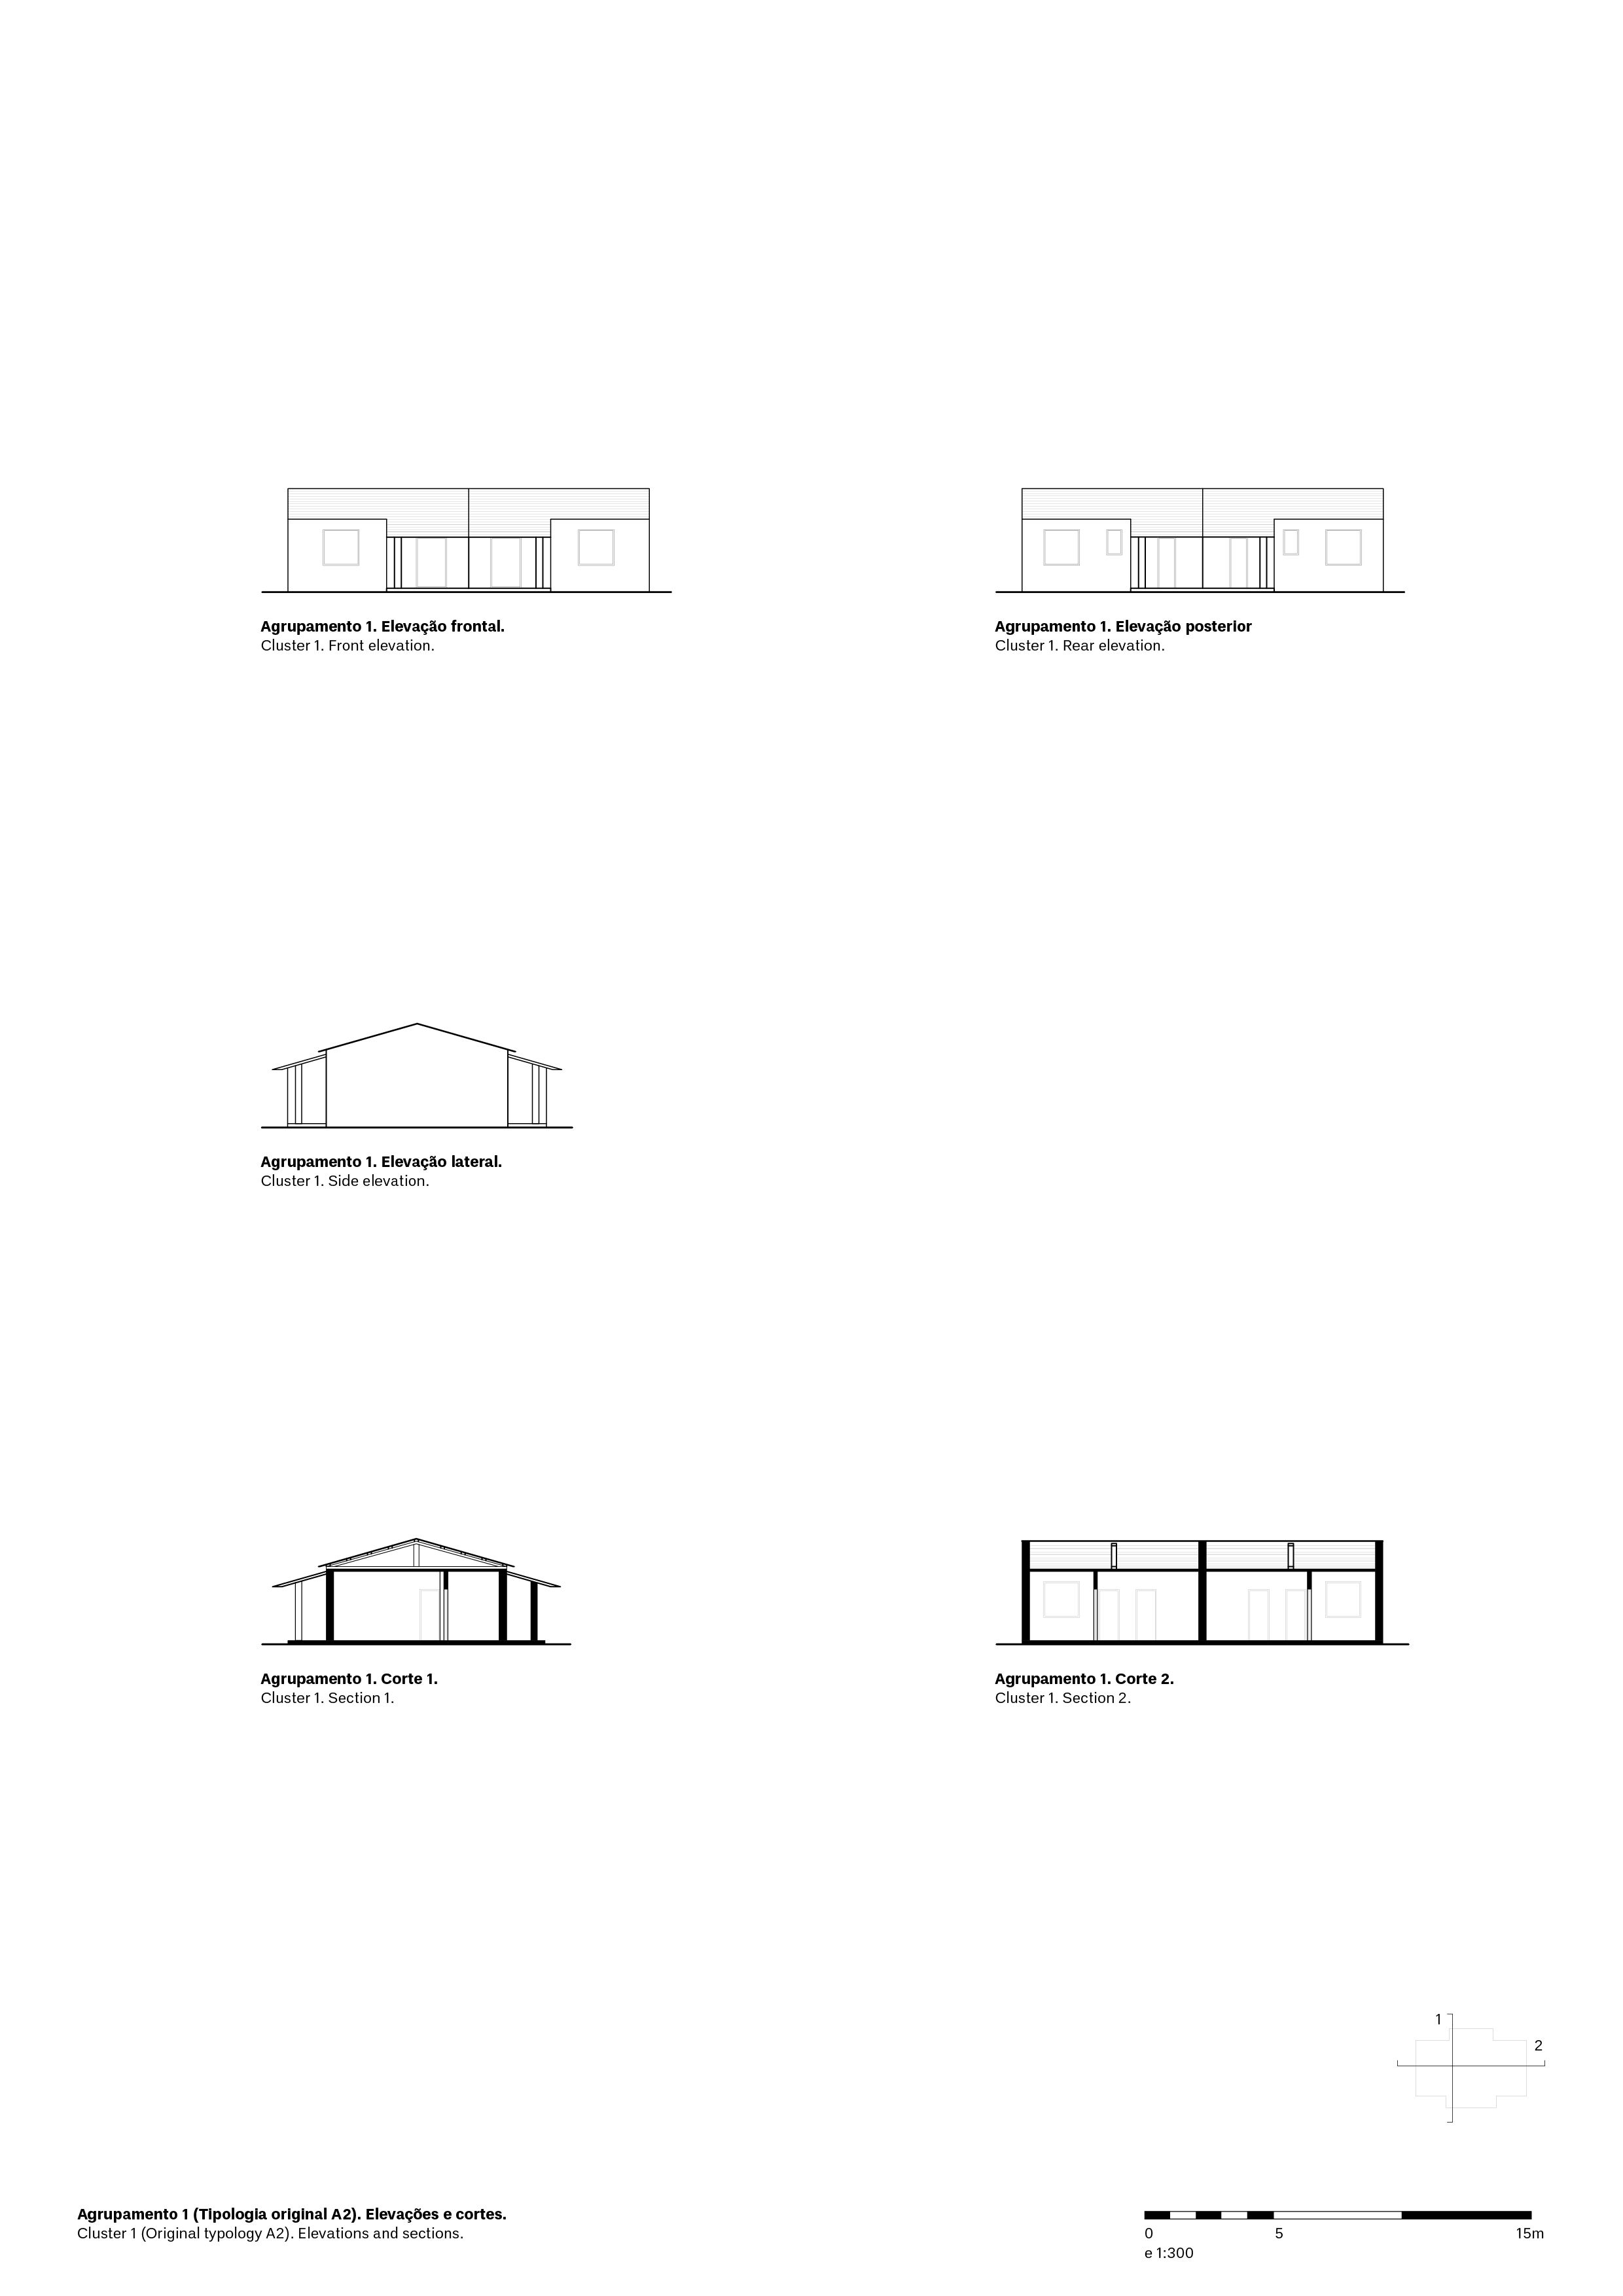 Agrupamento 1. Elevação frontal.
Cluster 1. Front elevation.
Agrupamento 1. Elevação posterior
Cluster 1. Rear elevation.
Agrupamento 1. Elevação lateral.
Cluster 1. Side elevation.
Agrupamento 1. Corte 1.
Cluster 1. Section 1.
Agrupamento 1. Corte 2.
Cluster 1. Section 2.
1
2
Agrupamento 1 (Tipologia original A2). Elevações e cortes.
Cluster 1 (Original typology A2). Elevations and sections.
0 5 15m
e 1:300